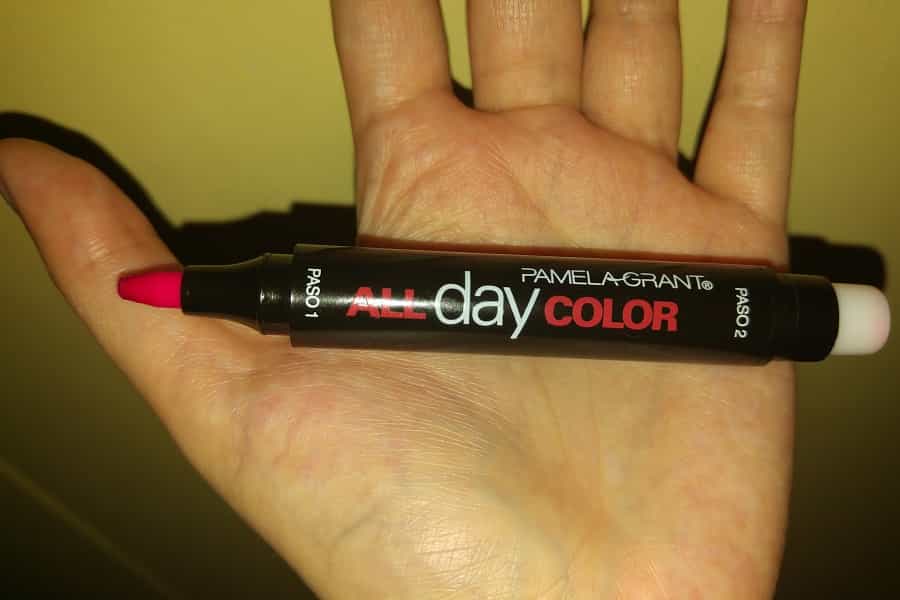 PASO 1
PAMELA GRANT®
ALL day COLOR
PASO 2